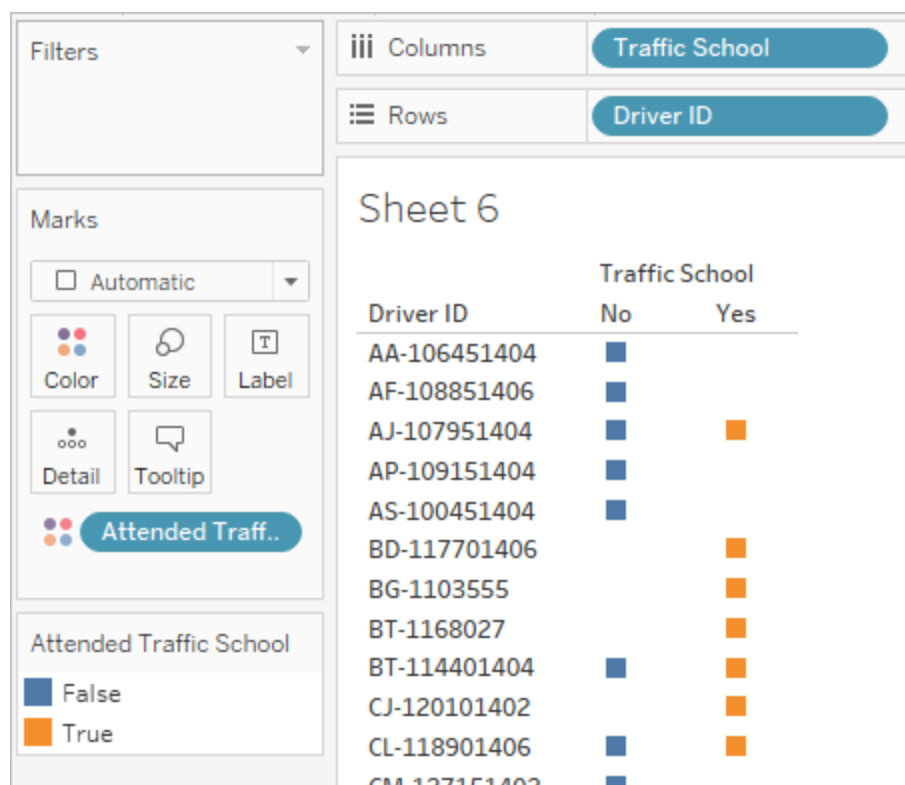 Filters
Columns
Traffic School
Rows
Driver ID
Marks
Automatic
Color
Size
Label
Detail
Tooltip
Attended Traff..
Attended Traffic School
False
True
Sheet 6
Traffic School
Driver ID No Yes
AA-106451404
AF-108851406
AJ-107951404
AP-109151404
AS-100451404
BD-117701406
BG-1103555
BT-1168027
BT-114401404
CJ-120101402
CL-118901406